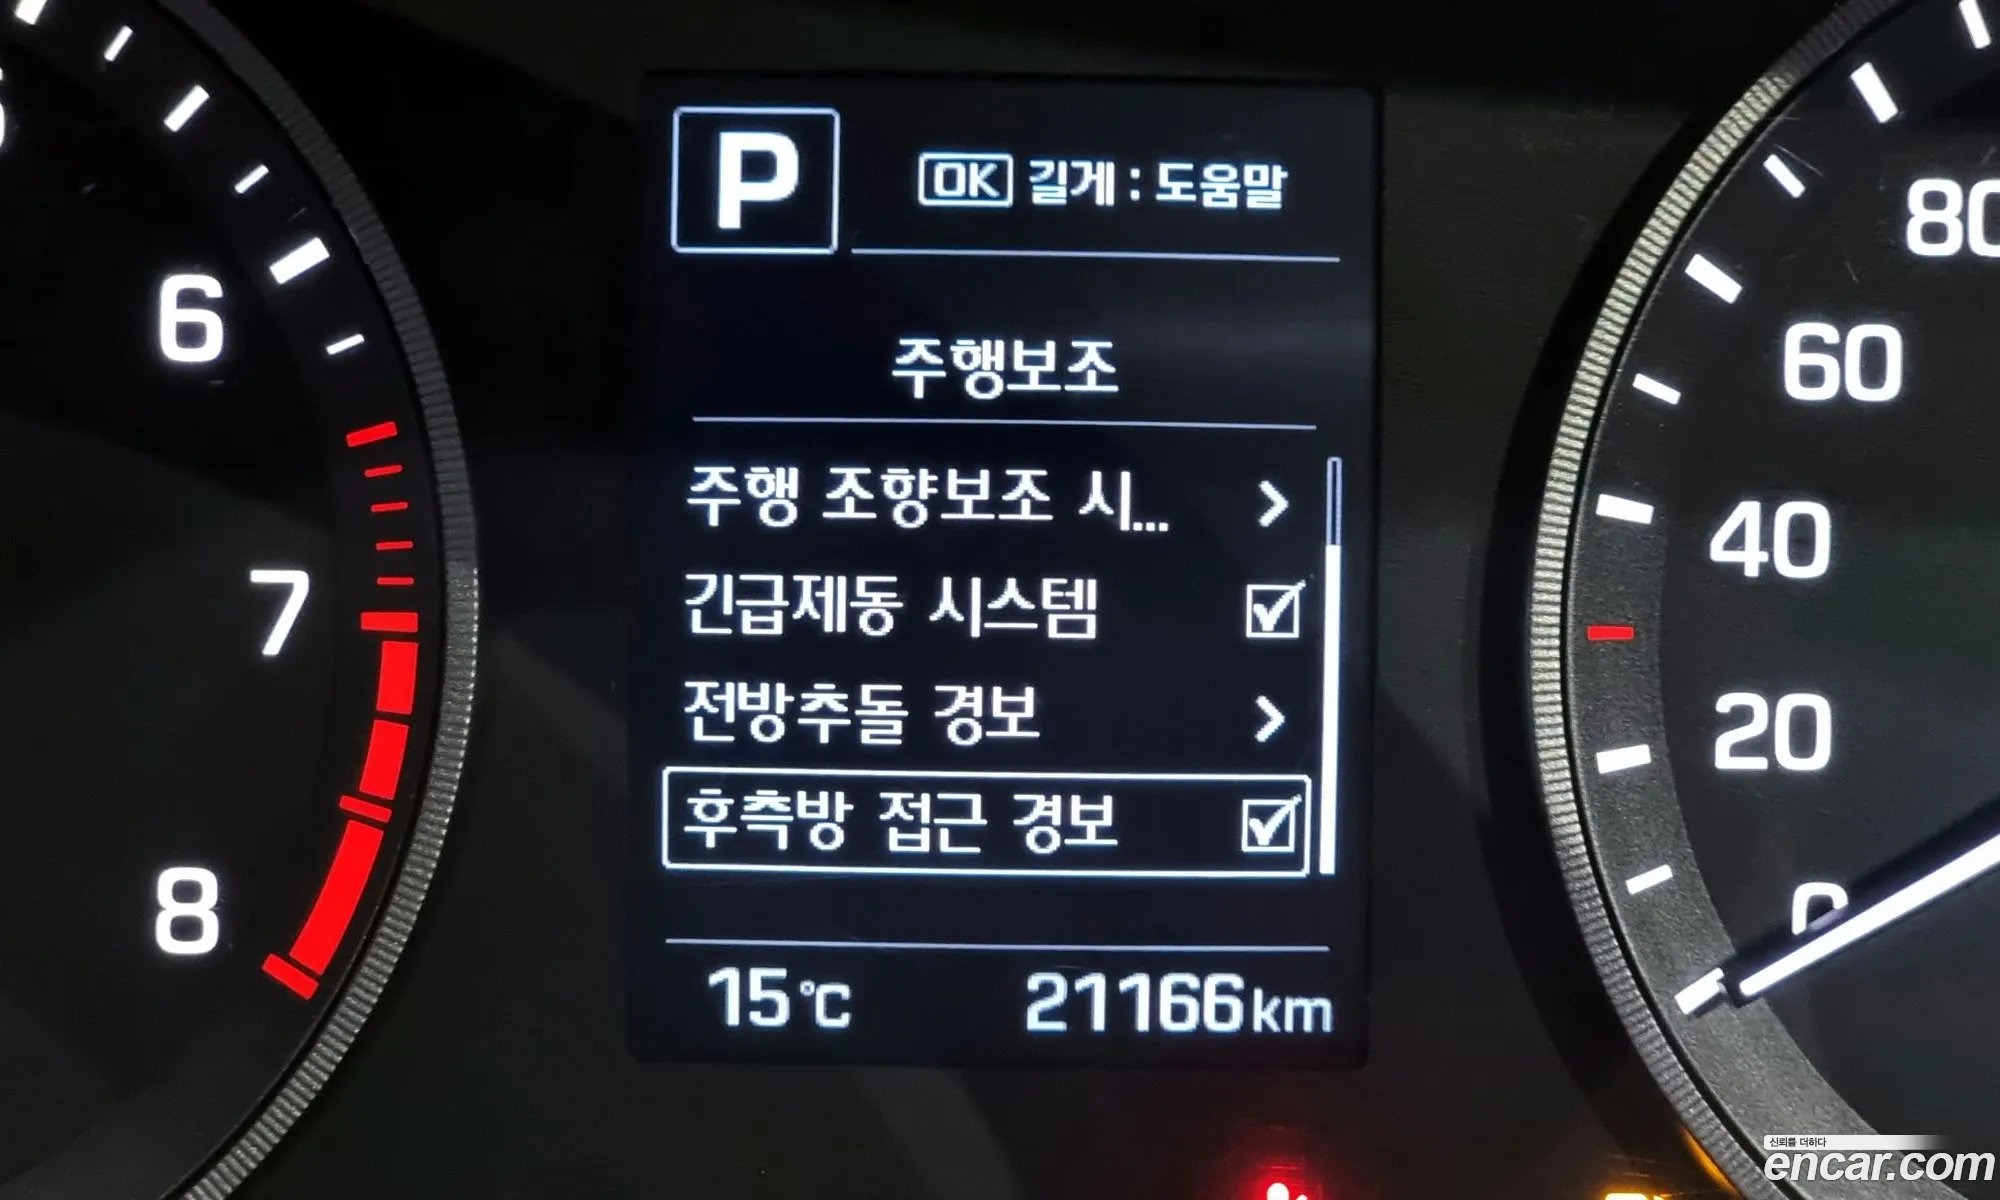 P
OK 길게 : 도움말
주행보조
주행 조향보조 시...
긴급제동 시스템
전방추돌 경보
후측방 접근 경보
15℃ 21166km
6
7
8
80
60
40
20
0
신뢰를 더하다
encar.com